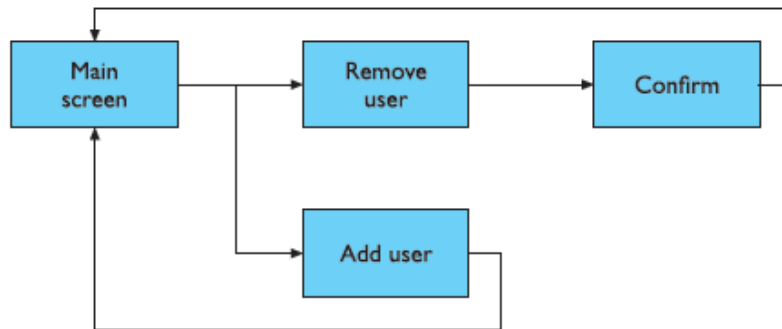 Main
screen
Remove
user
Confirm
Add user